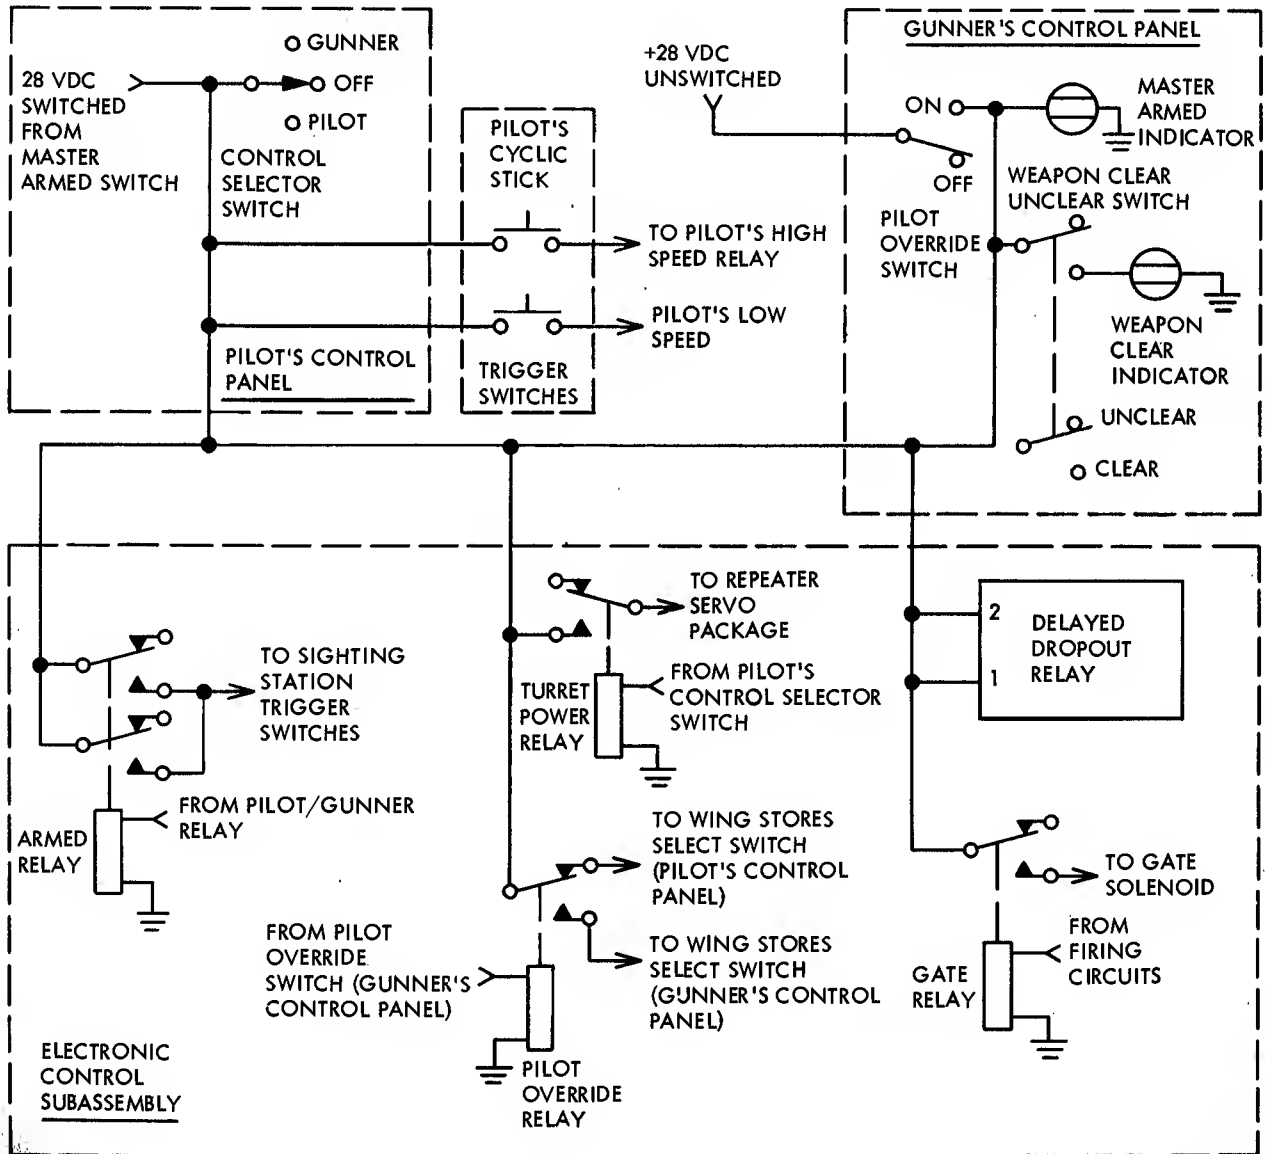 GUNNER
OFF
PILOT
28 VDC
SWITCHED
FROM
MASTER
ARMED SWITCH
CONTROL
SELECTOR
SWITCH
PILOT'S CONTROL
PANEL
PILOT'S
CYCLIC
STICK
TRIGGER
SWITCHES
TO PILOT'S HIGH
SPEED RELAY
PILOT'S LOW
SPEED
+28 VDC
UNSWITCHED
GUNNER'S CONTROL PANEL
ON
OFF
MASTER
ARMED
INDICATOR
PILOT
OVERRIDE
SWITCH
WEAPON CLEAR
UNCLEAR SWITCH
WEAPON
CLEAR
INDICATOR
UNCLEAR
CLEAR
TO SIGHTING
STATION
TRIGGER
SWITCHES
FROM PILOT/GUNNER
RELAY
ARMED
RELAY
TO REPEATER
SERVO
PACKAGE
FROM PILOT'S
CONTROL SELECTOR
SWITCH
TURRET
POWER
RELAY
2
1
DELAYED
DROPOUT
RELAY
TO WING STORES
SELECT SWITCH
(PILOT'S CONTROL
PANEL)
TO WING STORES
SELECT SWITCH
(GUNNER'S CONTROL
PANEL)
FROM PILOT
OVERRIDE
SWITCH (GUNNER'S
CONTROL PANEL)
PILOT
OVERRIDE
RELAY
TO GATE
SOLENOID
FROM
FIRING
CIRCUITS
GATE
RELAY
ELECTRONIC
CONTROL
SUBASSEMBLY